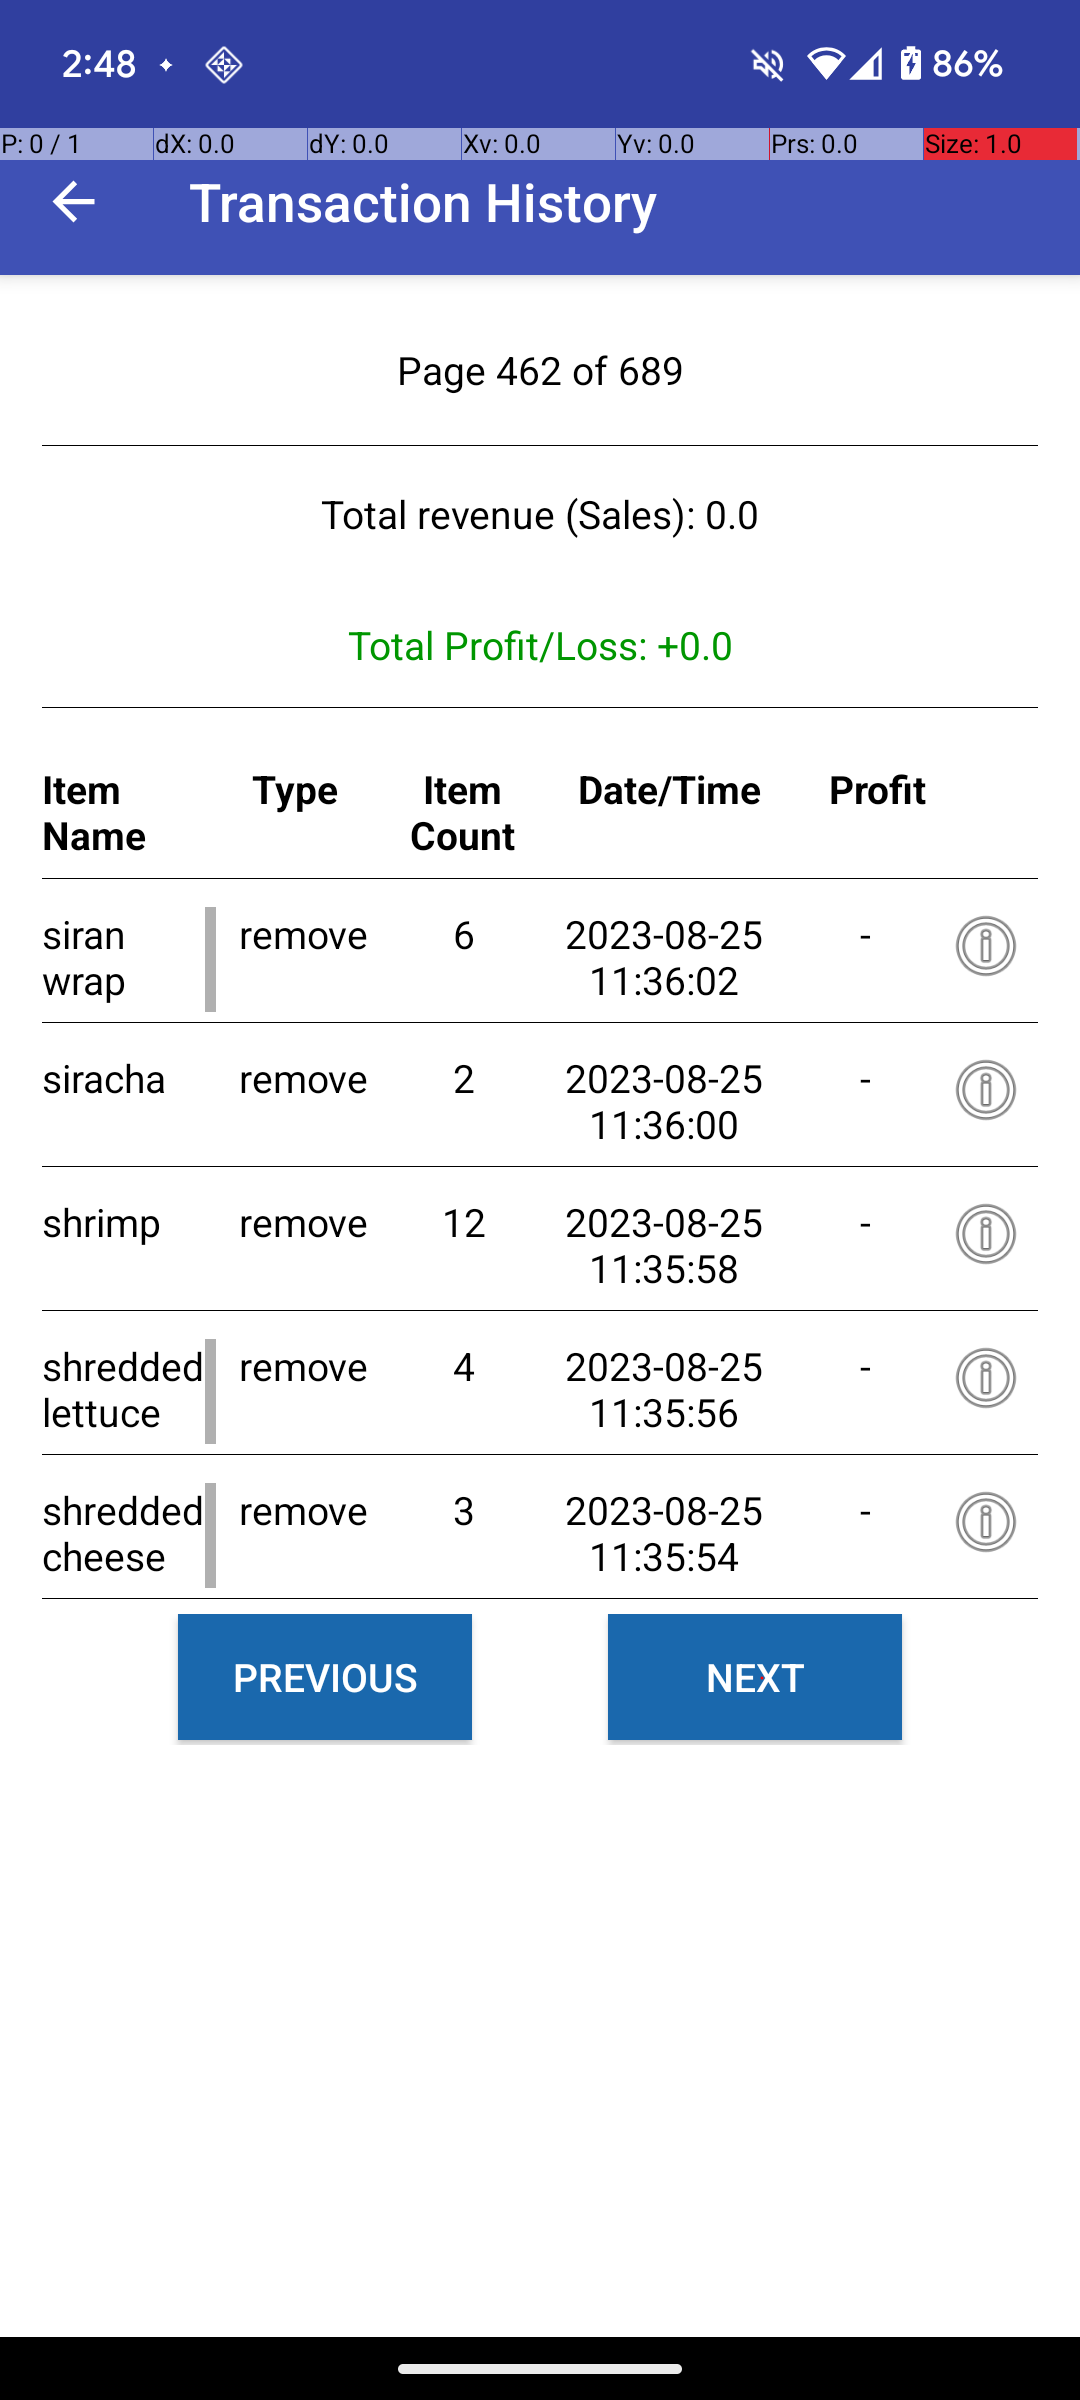 2:48 86%
P: 0 / 1 dX: 0.0 dY: 0.0 Xv: 0.0 Yv: 0.0 Prs: 0.0 Size: 1.0
Transaction History
Page 462 of 689
Total revenue (Sales): 0.0
Total Profit/Loss: +0.0
Item Type Item Date/Time Profit
Name Count
siran remove 6 2023-08-25 -
wrap 11:36:02
siracha remove 2 2023-08-25 -
11:36:00
shrimp remove 12 2023-08-25 -
11:35:58
shredded remove 4 2023-08-25 -
lettuce 11:35:56
shredded remove 3 2023-08-25 -
cheese 11:35:54
PREVIOUS NEXT